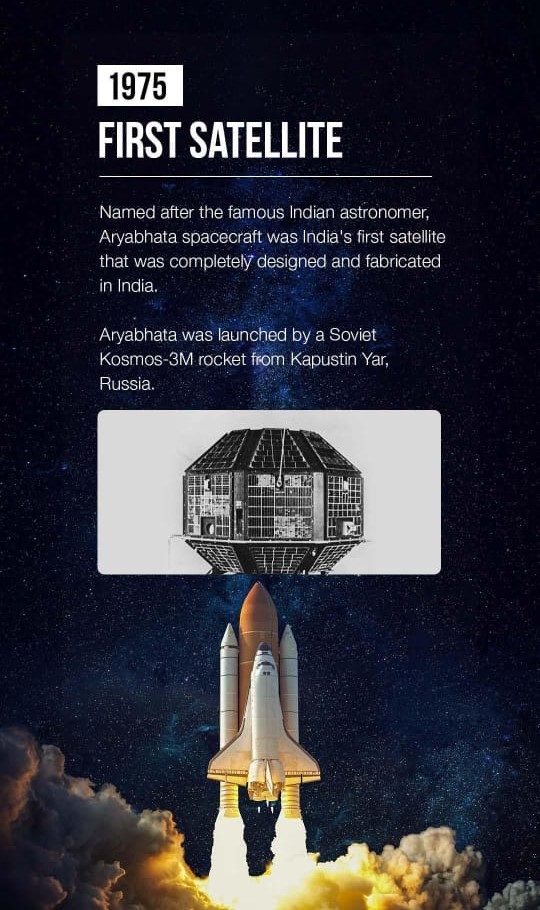 1975
FIRST SATELLITE
Named after the famous Indian astronomer,
Aryabhata spacecraft was India's first satellite
that was completely designed and fabricated
in India.
Aryabhata was launched by a Soviet
Kosmos-3M rocket from Kapustin Yar,
Russia.